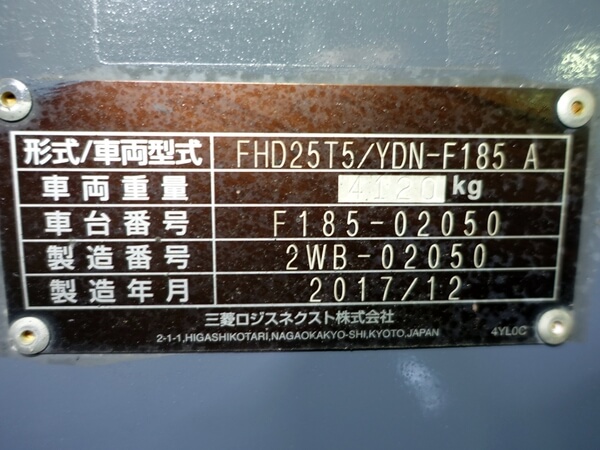 形式/車両型式 FHD25T5/YDN-F185 A
車両重量 4120 kg
車台番号 F185-02050
製造番号 2WB-02050
製造年月 2017/12
三菱ロジスネクスト株式会社
2-1-1,HIGASHIKOTARI,NAGAOKAKYO-SHI,KYOTO,JAPAN 4YL0C